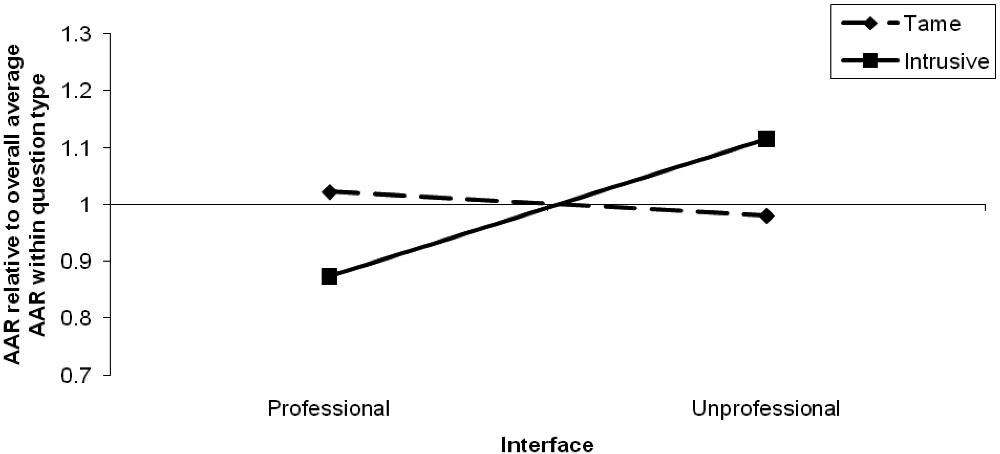 Tame
Intrusive
AAR relative to overall average
AAR within question type
1.3
1.2
1.1
1
0.9
0.8
0.7
Professional
Unprofessional
Interface